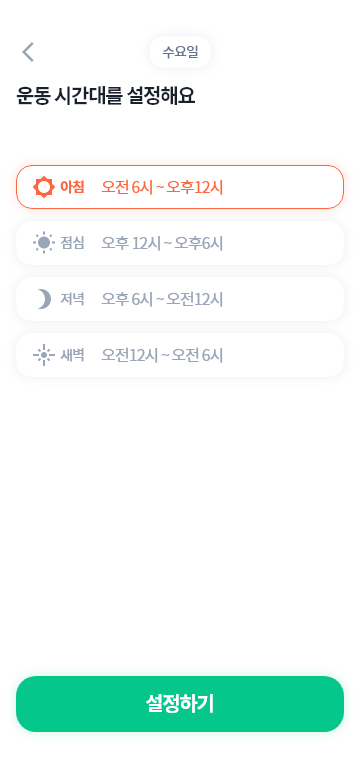 수요일
운동 시간대를 설정해요
아침 오전 6시 ~ 오후12시
점심 오후 12시 ~ 오후6시
저녁 오후 6시 ~ 오전12시
새벽 오전12시 ~ 오전 6시
설정하기